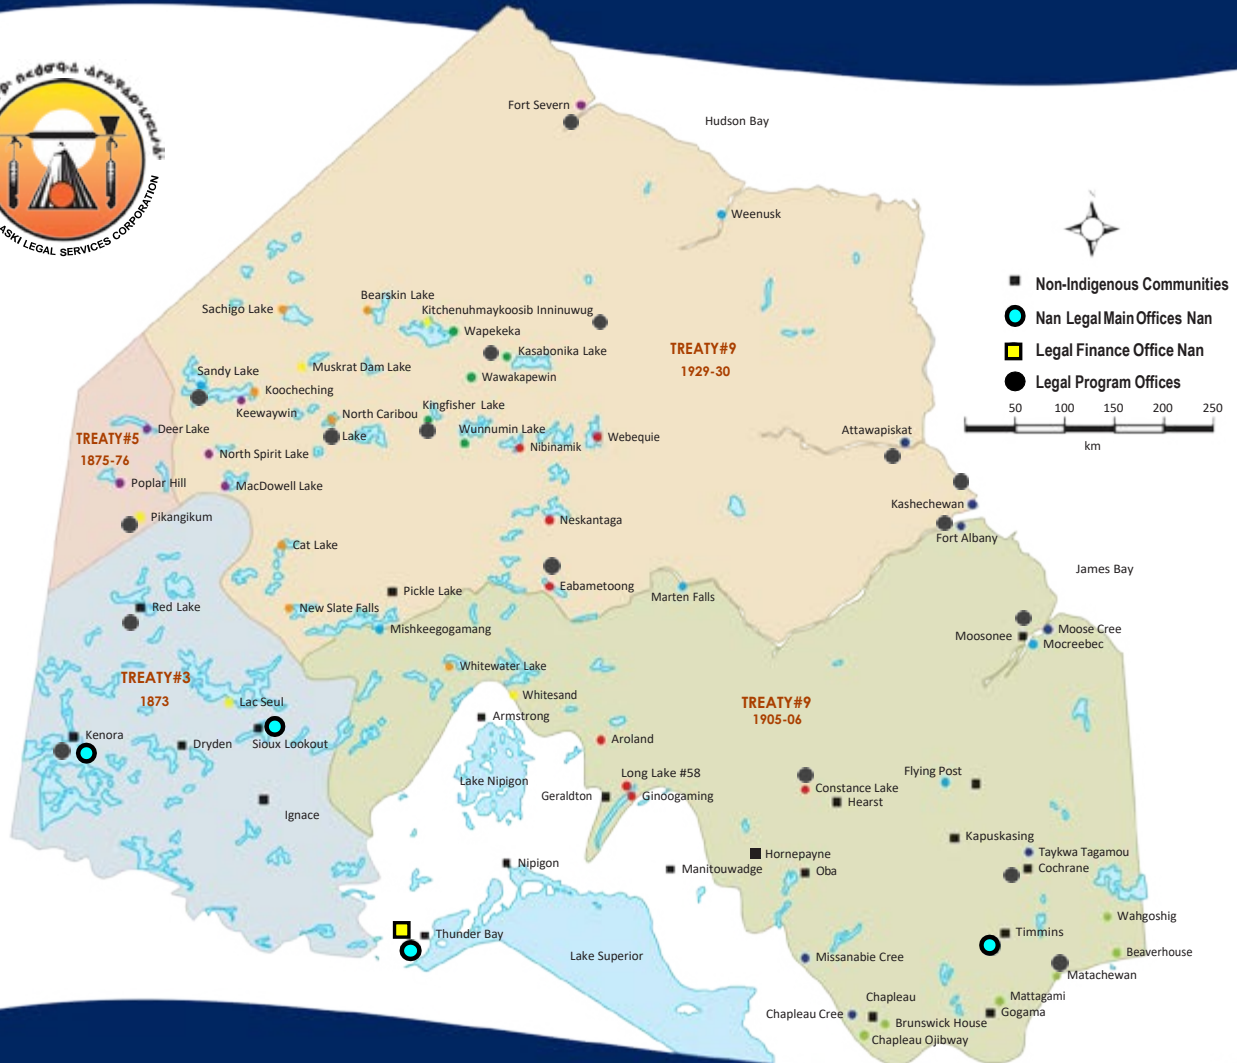 ASKI LEGAL SERVICES CORPORATION
Fort Severn
Hudson Bay
Weenusk
Non-Indigenous Communities
Nan Legal Main Offices Nan
Legal Finance Office Nan
Legal Program Offices
50 100 150 200 250
km
Bearskin Lake
Sachigo Lake
Kitchenuhmaykoosib Inninuwug
Wapekeka
Kasabonika Lake
TREATY#9
1929-30
Muskrat Dam Lake
Sandy Lake
Wawakapewin
Koocheching
Keewaywin
North Caribou
Lake
Kingfisher Lake
Wunnumin Lake
Nibinamik
Webequie
Deer Lake
TREATY#5
1875-76
North Spirit Lake
Poplar Hill
MacDowell Lake
Pikangikum
Attawapiskat
Kashechewan
Fort Albany
Neskantaga
Cat Lake
James Bay
Pickle Lake
Eabametoong
Marten Falls
Red Lake
New Slate Falls
Mishkeegogamang
Moosonee
Moose Cree
Mocreebec
Whitewater Lake
TREATY#3
1873
Whitesand
Lac Seul
TREATY#9
1905-06
Armstrong
Kenora
Dryden
Sioux Lookout
Aroland
Long Lake #58
Lake Nipigon
Geraldton
Ginoogaming
Constance Lake
Flying Post
Hearst
Ignace
Kapuskasing
Hornepayne
Taykwa Tagamou
Nipigon
Manitouwadge
Oba
Cochrane
Wahgoshig
Thunder Bay
Timmins
Lake Superior
Missanabie Cree
Beaverhouse
Matachewan
Chapleau
Mattagami
Chapleau Cree
Brunswick House
Gogama
Chapleau Ojibway